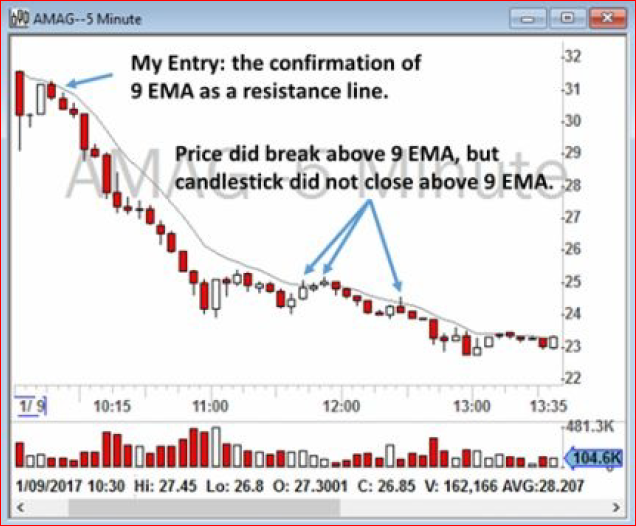 AMAG--5 Minute
My Entry: the confirmation of
9 EMA as a resistance line.
AMAG--5 Minute
Price did break above 9 EMA, but
candlestick did not close above 9 EMA.
32
31
30
29
28
27
26
25
24
23
22
1/ 9 10:15 11:00 12:00 13:00 13:35
481.3K
104.6K
0
1/09/2017 10:30 Hi: 27.45 Lo: 26.8 O: 27.3001 C: 26.85 V: 162,166 AVG:28.207